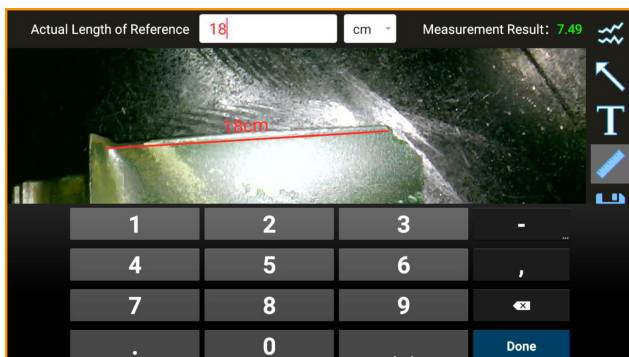 Actual Length of Reference 18 cm Measurement Result: 7.49
18cm
T
1 2 3 -
...
4 5 6 ,
7 8 9
. 0 Done